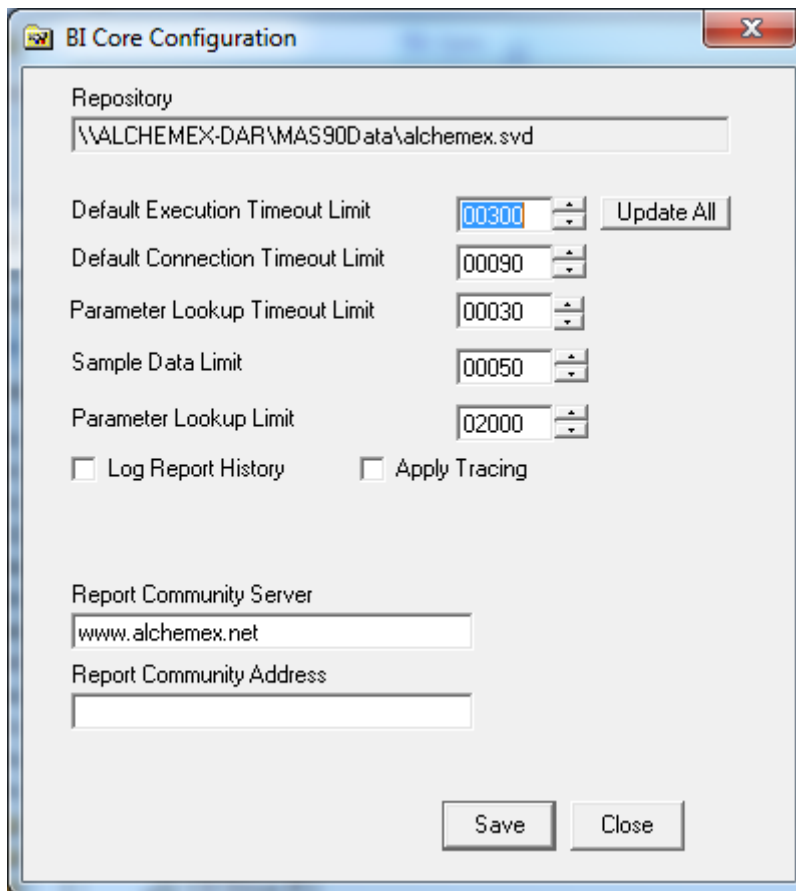 BI Core Configuration
Repository
\\ALCHEMEX-DAR\MAS90Data\alchemex.svd
Default Execution Timeout Limit 00300 Update All
Default Connection Timeout Limit 00090
Parameter Lookup Timeout Limit 00030
Sample Data Limit 00050
Parameter Lookup Limit 02000
Log Report History Apply Tracing
Report Community Server
www.alchemex.net
Report Community Address
Save Close